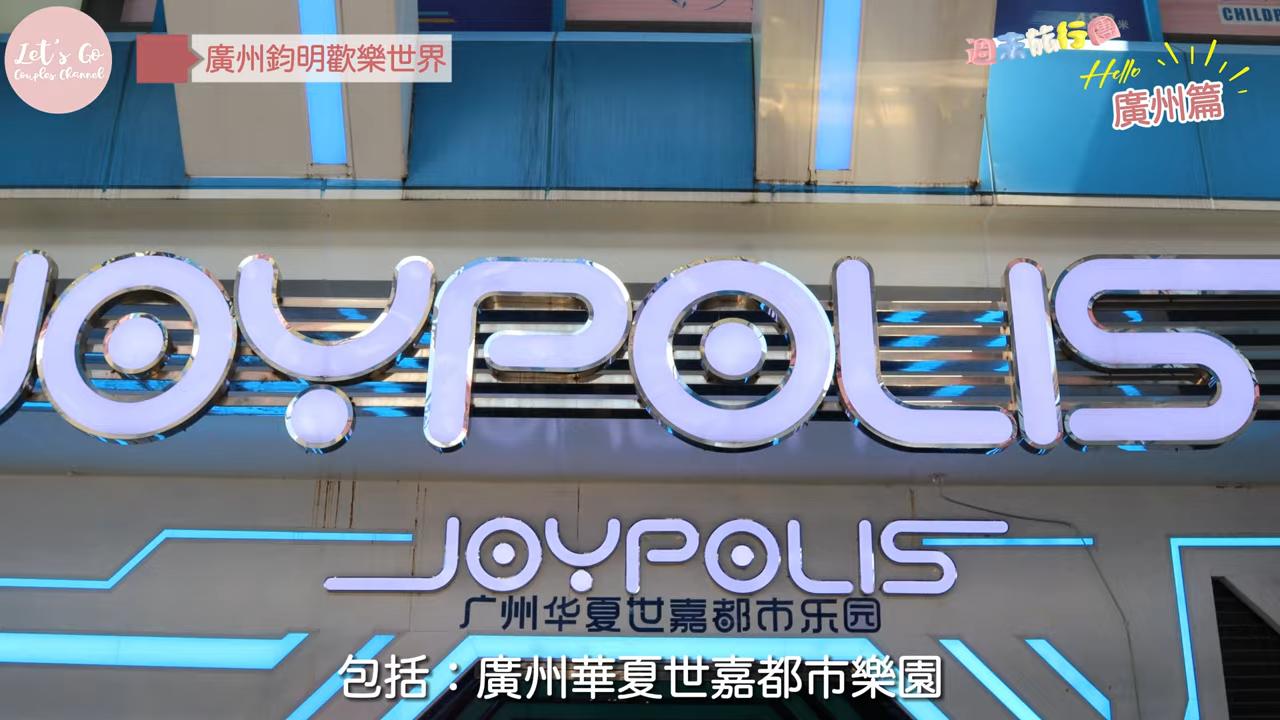 Let's Go
Couples Channel
廣州鈞明歡樂世界
週末旅行團
Hello
廣州篇
CHILD
JOYPOLIS
JOYPOLIS
广州华夏世嘉都市乐园
包括：廣州華夏世嘉都市樂園